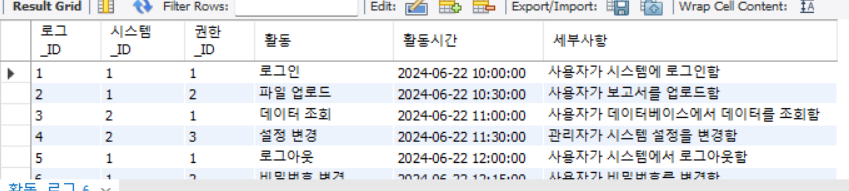 Result Grid Filter Rows: Edit: Export/Import: Wrap Cell Content: IA
로그_ID 시스템_ID 권한_ID 활동 활동시간 세부사항
1 1 1 로그인 2024-06-22 10:00:00 사용자가 시스템에 로그인함
2 1 2 파일 업로드 2024-06-22 10:30:00 사용자가 보고서를 업로드함
3 2 1 데이터 조회 2024-06-22 11:00:00 사용자가 데이터베이스에서 데이터를 조회함
4 2 3 설정 변경 2024-06-22 11:30:00 관리자가 시스템 설정을 변경함
5 1 1 로그아웃 2024-06-22 12:00:00 사용자가 시스템에서 로그아웃함
6 1 2 비밀번호 변경 2024-06-22 12:15:00 사용자가 비밀번호를 변경함
활동_로그 6